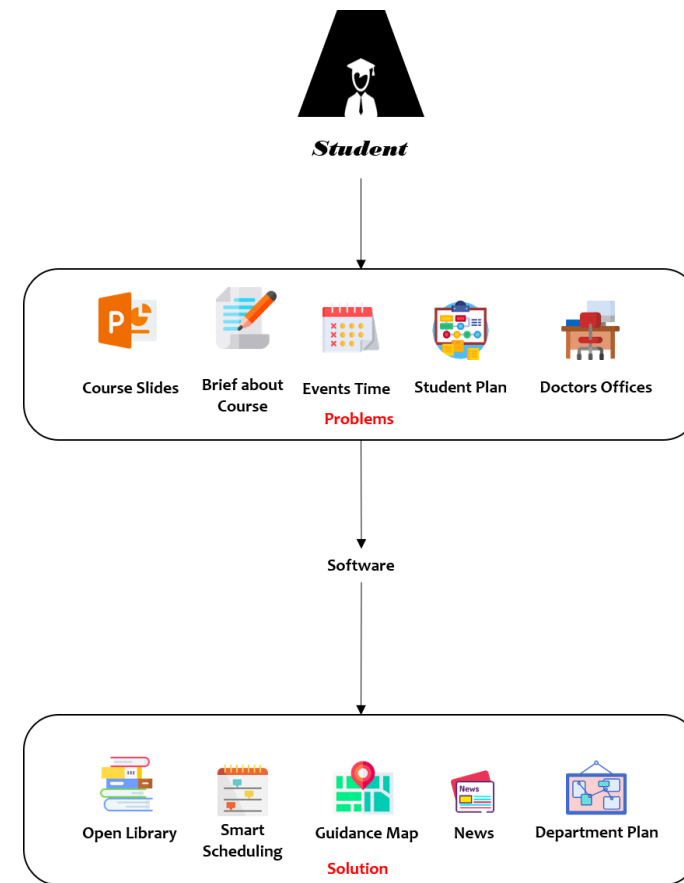 Student
P
Course Slides
Brief about
Course
Events Time
Student Plan
Doctors Offices
Problems
Software
Open Library
Smart
Scheduling
Guidance Map
News
News
Department Plan
Solution